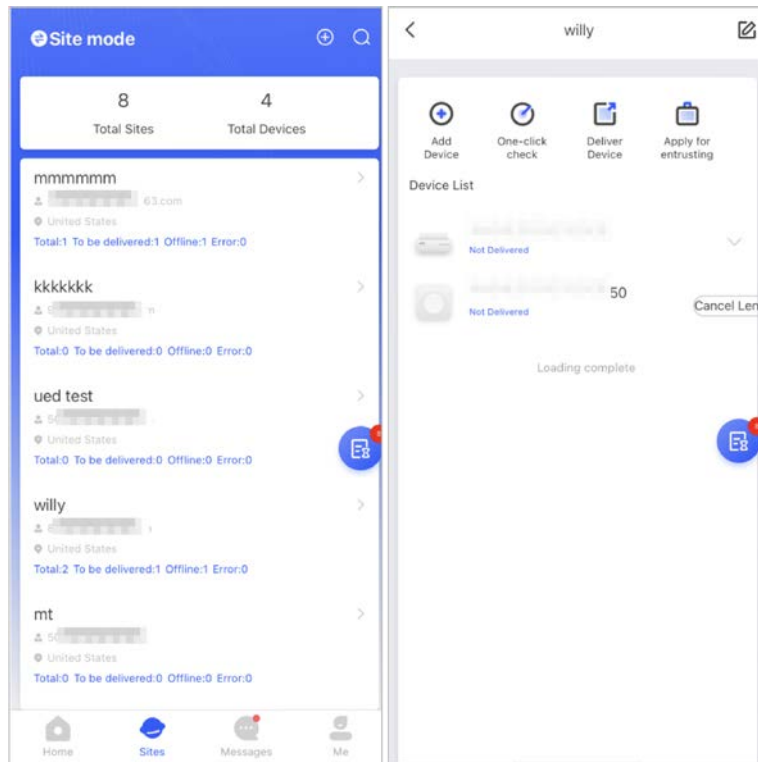 Site mode
8
Total Sites
4
Total Devices
mmmmmmm
63.com
United States
Total:1 To be delivered:1 Offline:1 Error:0
kkkkkkk
n
United States
Total:0 To be delivered:0 Offline:0 Error:0
ued test
50
United States
Total:0 To be delivered:0 Offline:0 Error:0
willy
United States
Total:2 To be delivered:1 Offline:1 Error:0
mt
50
United States
Total:0 To be delivered:0 Offline:0 Error:0
Home
Sites
Messages
Me
willy
Add
Device
One-click
check
Deliver
Device
Apply for
entrusting
Device List
Not Delivered
50
Not Delivered
Cancel Len
Loading complete